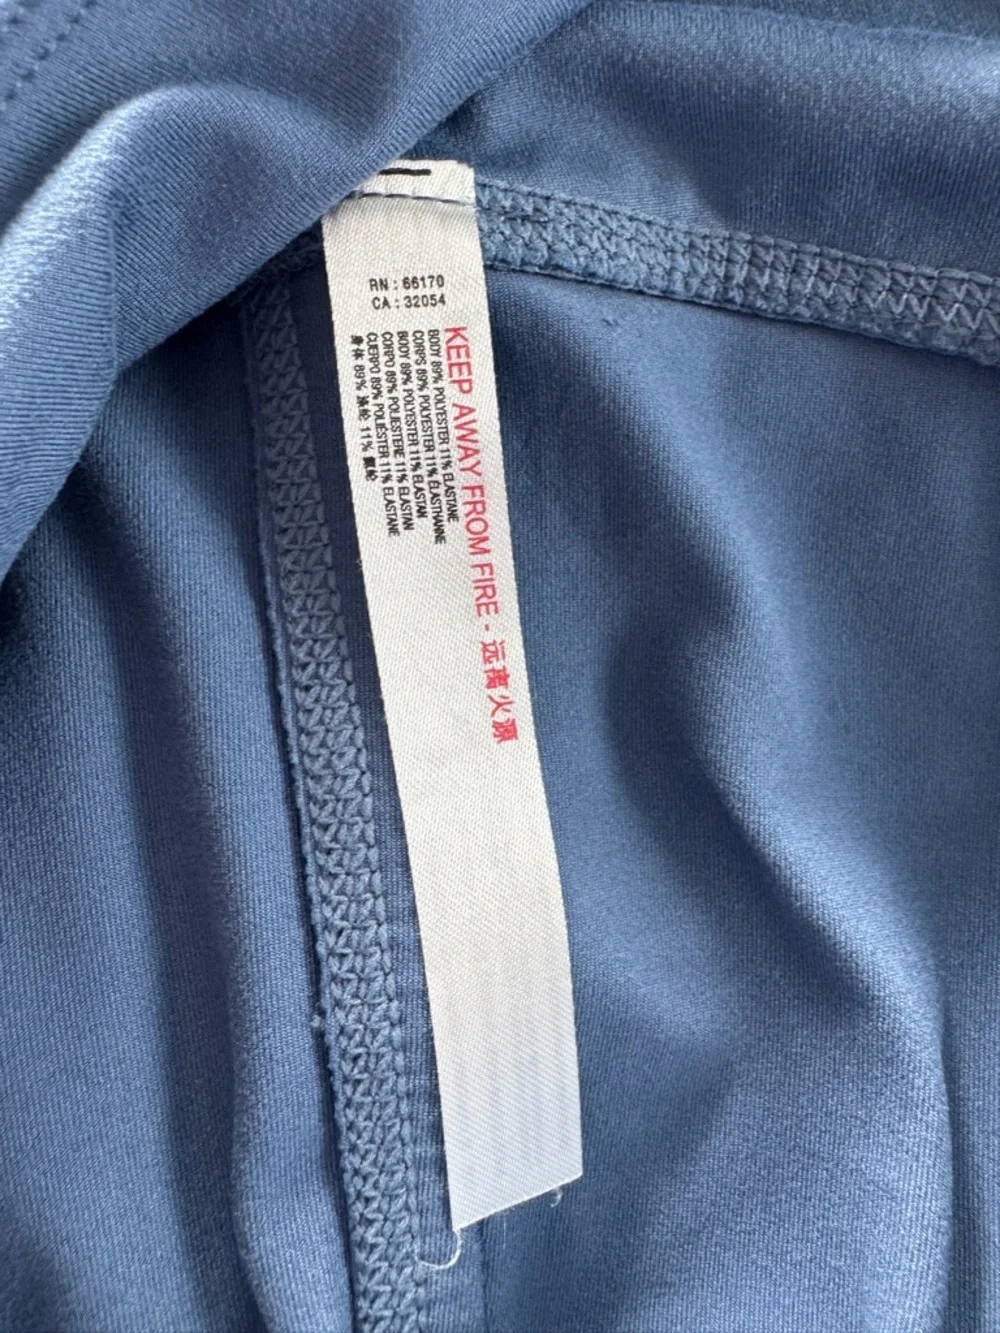 RN : 66170
CA : 32054
KEEP AWAY FROM FIRE - 远离火源
BODY 89% POLYESTER 11% ELASTANE
CORPS 89% POLYESTER 11% ÉLASTHANNE
BODY 89% POLYESTER 11% ELASTAN
CORPO 89% POLIESTERE 11% ELASTAN
CUERPO 89% POLIÉSTER 11% ELASTANE
身体 89% 涤纶 11% 氨纶